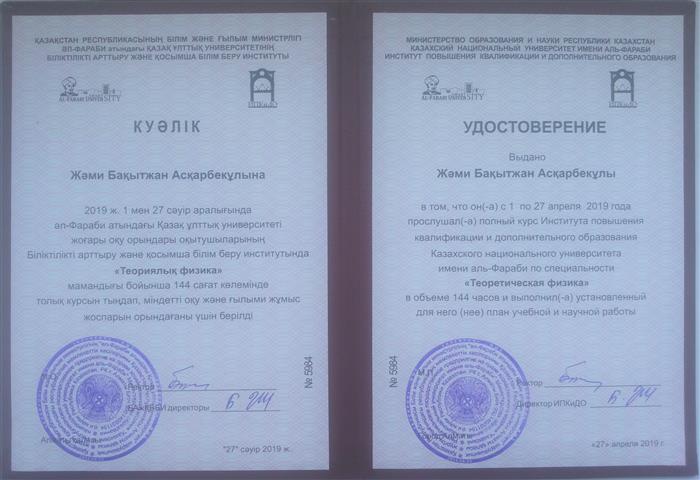 ҚАЗАҚСТАН РЕСПУБЛИКАСЫНЫҢ БІЛІМ ЖӘНЕ ҒЫЛЫМ МИНИСТРЛІГІ
ӘЛ-ФАРАБИ атындағы ҚАЗАҚ ҰЛТТЫҚ УНИВЕРСИТЕТІНІҢ
БІЛІКТІЛІКТІ АРТТЫРУ ЖӘНЕ ҚОСЫМША БІЛІМ БЕРУ ИНСТИТУТЫ
AL-FARABI UNIVERSITY
ИПКиДО
КУӘЛІК
Жәми Бақытжан Асқарбекұлына
2019 ж. 1 мен 27 сәуір аралығында
әл-Фараби атындағы Қазақ ұлттық университеті
жоғары оқу орындары оқытушыларының
Біліктілікті арттыру және қосымша білім беру институтында
«Теориялық физика»
мамандығы бойынша 144 сағат көлемінде
толық курсын тыңдап, міндетті оқу және ғылыми жұмыс
жоспарын орындағаны үшін берілді
М.О.
Ректор
БАжҚББИ директоры
№ 5984
"27" сәуір 2019 ж.
МИНИСТЕРСТВО ОБРАЗОВАНИЯ И НАУКИ РЕСПУБЛИКИ КАЗАХСТАН
КАЗАХСКИЙ НАЦИОНАЛЬНЫЙ УНИВЕРСИТЕТ ИМЕНИ АЛЬ-ФАРАБИ
ИНСТИТУТ ПОВЫШЕНИЯ КВАЛИФИКАЦИИ И ДОПОЛНИТЕЛЬНОГО ОБРАЗОВАНИЯ
AL-FARABI UNIVERSITY
ИПКиДО
УДОСТОВЕРЕНИЕ
Выдано
Жәми Бақытжан Асқарбекұлы
в том, что он(-а) с 1 по 27 апреля 2019 года
прослушал(-а) полный курс Института повышения
квалификации и дополнительного образования
Казахского национального университета
имени аль-Фараби по специальности
«Теоретическая физика»
в объеме 144 часов и выполнил(-а) установленный
для него (нее) план учебной и научной работы
М.П.
Ректор
Директор ИПКиДО
№ 5984
«27» апреля 2019 г.